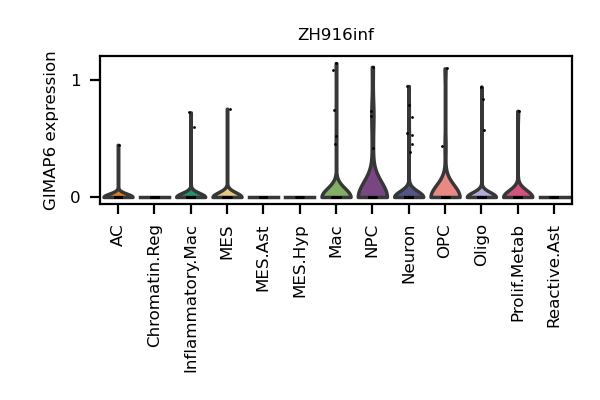 ZH916inf
GIMAP6 expression
1
0
AC
Chromatin.Reg
Inflammatory.Mac
MES
MES.Ast
MES.Hyp
Mac
NPC
Neuron
OPC
Oligo
Prolif.Metab
Reactive.Ast